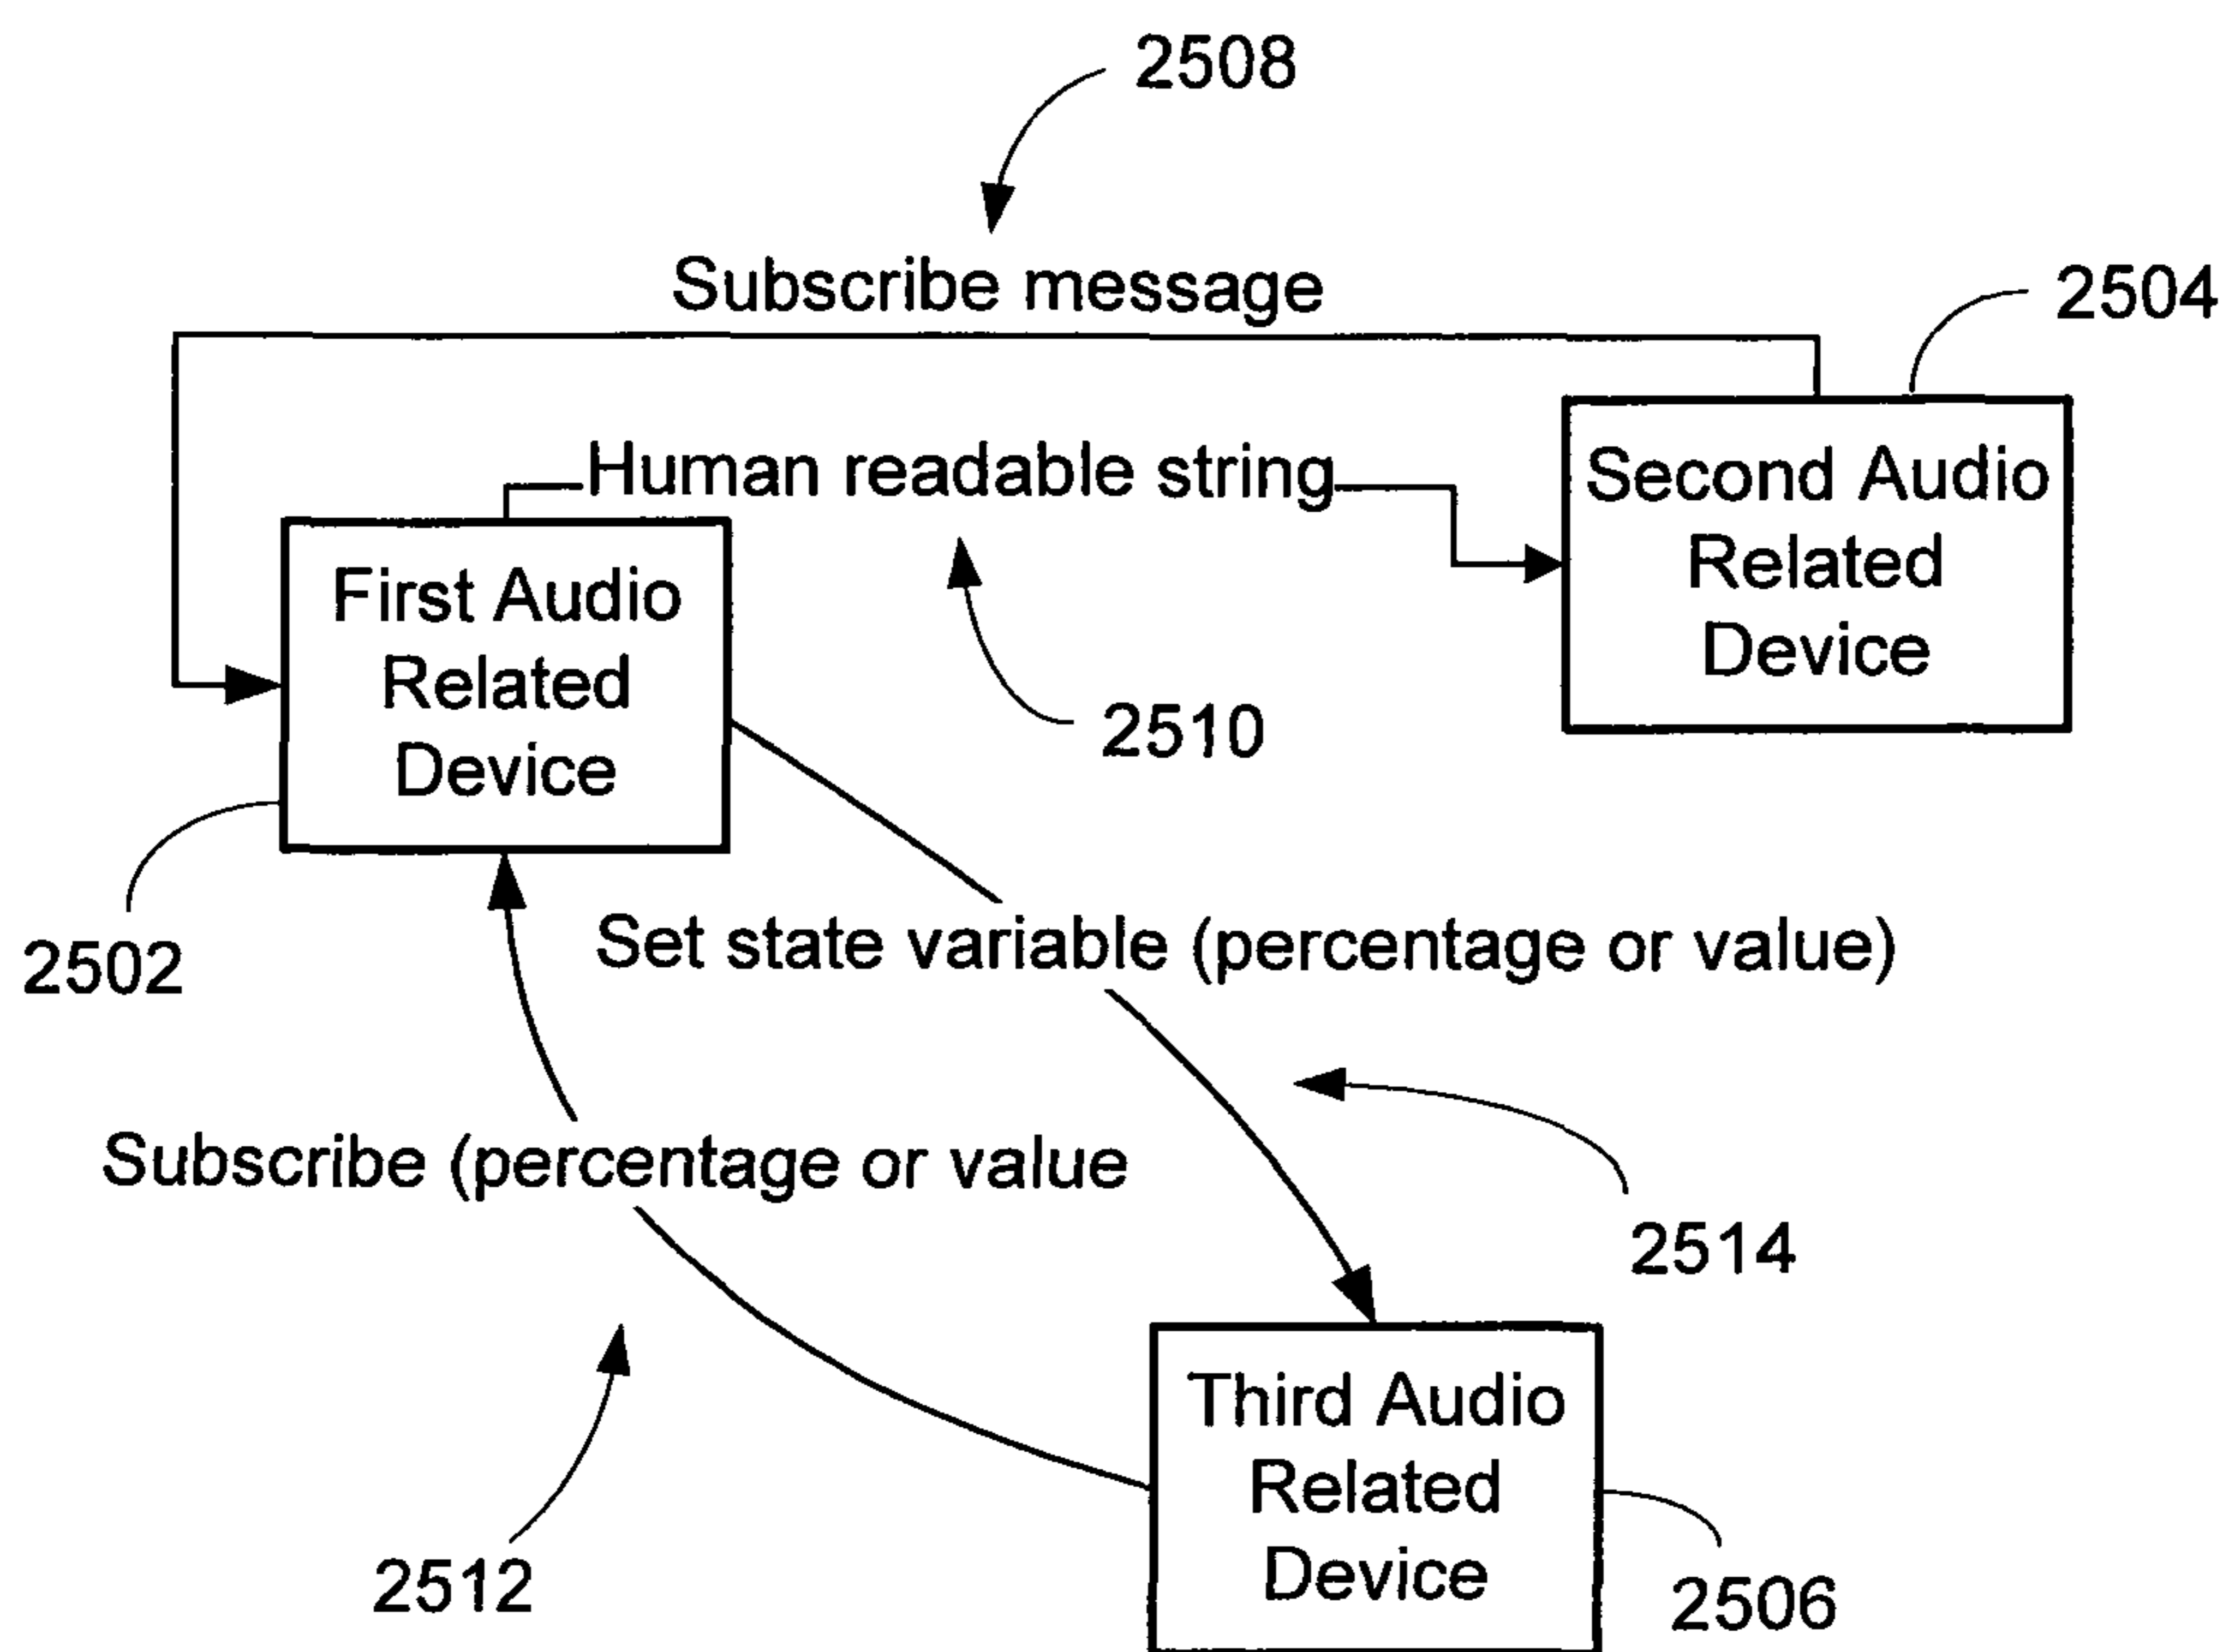 2508
Subscribe message
2504
Human readable string
Second Audio
Related
Device
First Audio
Related
Device
2510
2502
Set state variable (percentage or value)
Subscribe (percentage or value
2514
Third Audio
Related
Device
2512
2506